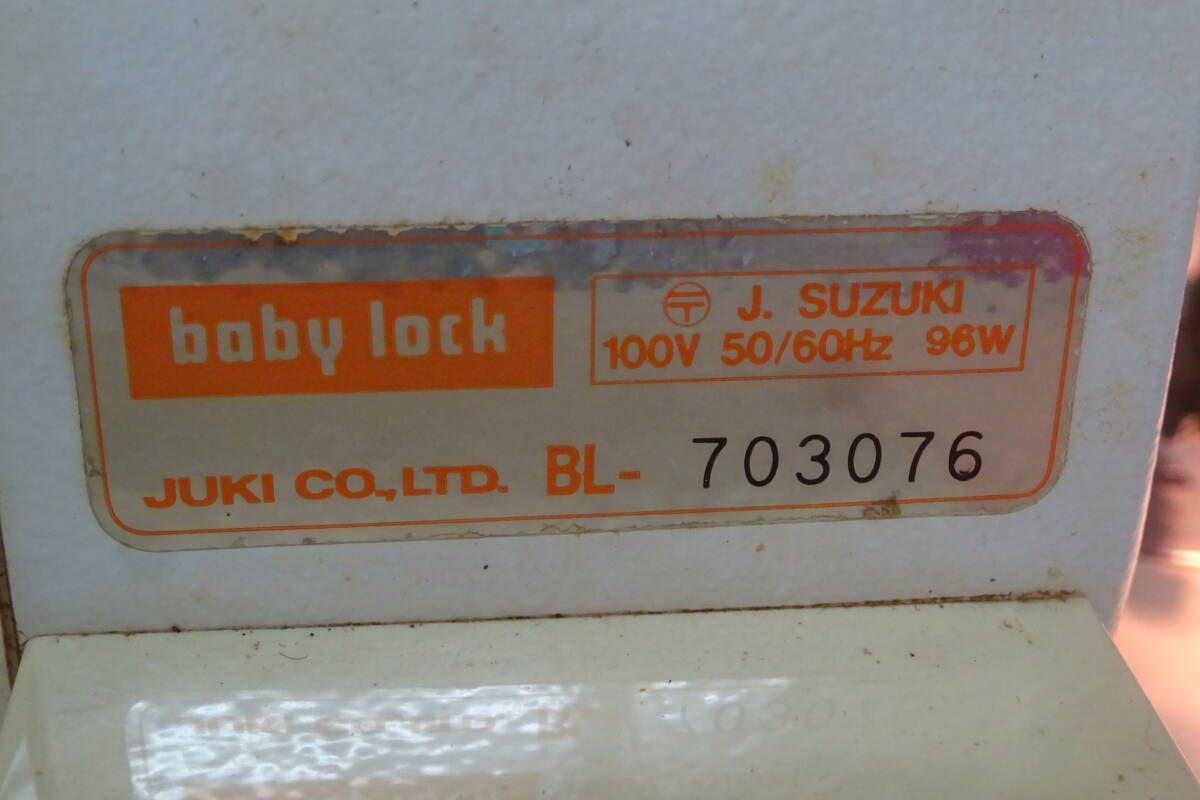 baby lock
〒 J. SUZUKI
100V 50/60Hz 96W
JUKI CO.,LTD. BL- 703076